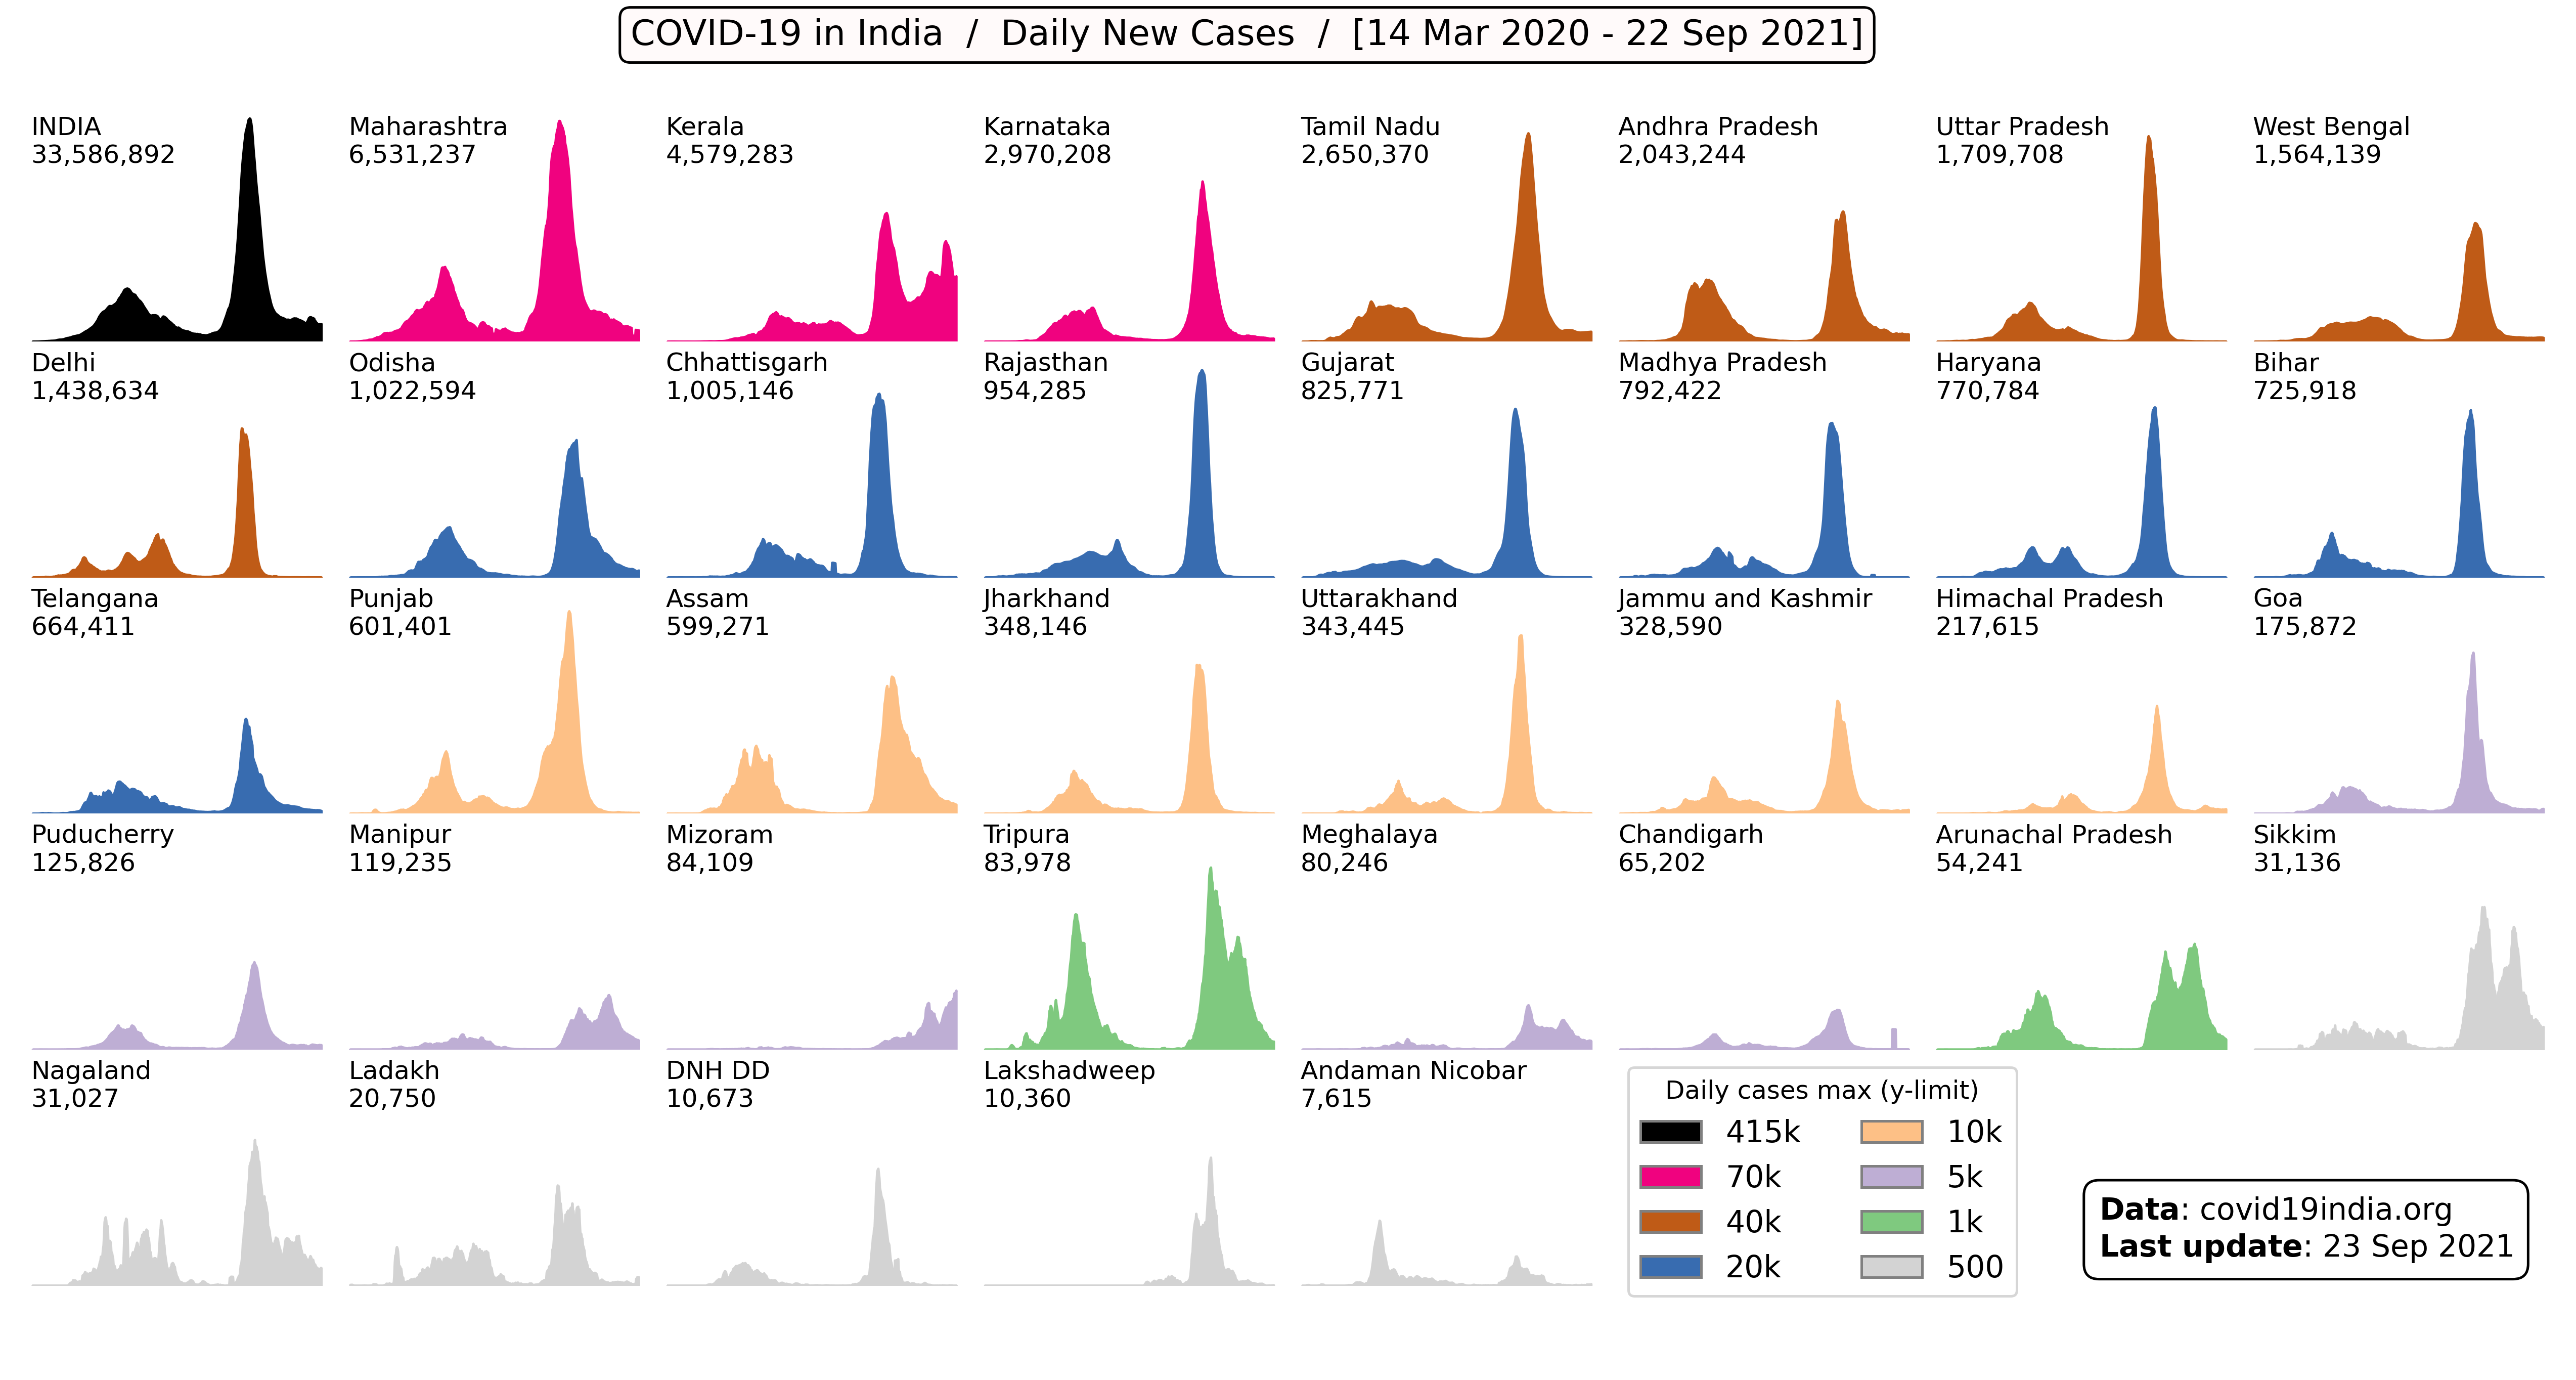 COVID-19 in India / Daily New Cases / [14 Mar 2020 - 22 Sep 2021]
INDIA
33,586,892
Maharashtra
6,531,237
Kerala
4,579,283
Karnataka
2,970,208
Tamil Nadu
2,650,370
Andhra Pradesh
2,043,244
Uttar Pradesh
1,709,708
West Bengal
1,564,139
Delhi
1,438,634
Odisha
1,022,594
Chhattisgarh
1,005,146
Rajasthan
954,285
Gujarat
825,771
Madhya Pradesh
792,422
Haryana
770,784
Bihar
725,918
Telangana
664,411
Punjab
601,401
Assam
599,271
Jharkhand
348,146
Uttarakhand
343,445
Jammu and Kashmir
328,590
Himachal Pradesh
217,615
Goa
175,872
Puducherry
125,826
Manipur
119,235
Mizoram
84,109
Tripura
83,978
Meghalaya
80,246
Chandigarh
65,202
Arunachal Pradesh
54,241
Sikkim
31,136
Nagaland
31,027
Ladakh
20,750
DNH DD
10,673
Lakshadweep
10,360
Andaman Nicobar
7,615
Daily cases max (y-limit)
415k
70k
40k
20k
10k
5k
1k
500
Data: covid19india.org
Last update: 23 Sep 2021